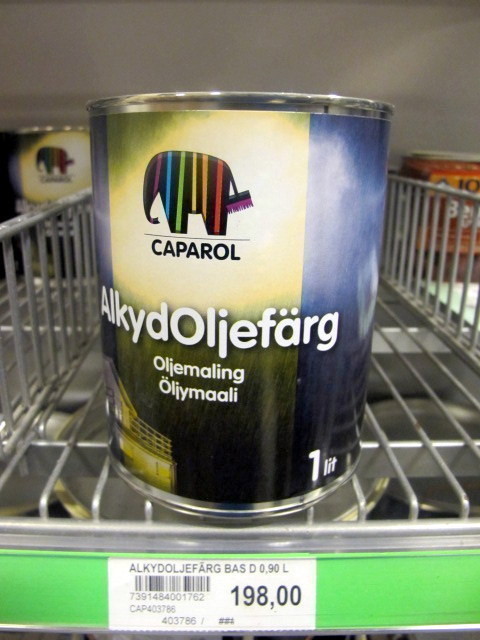 CAPAROL
AlkydOljefärg
Oljemaling
Öljymaali
1 lit
ALKYDOLJEFÄRG BAS D 0,90 L
7391484001762
198,00
CAP403786
403786 / ###